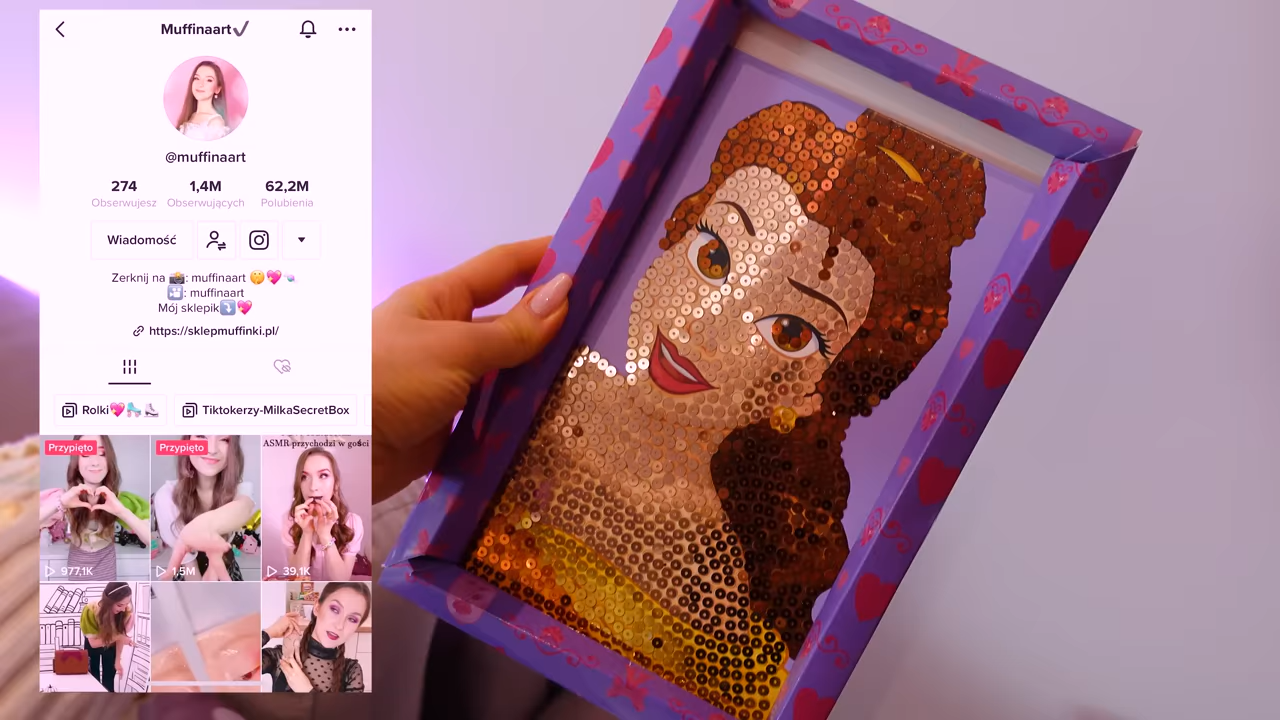 Muffinaart
@muffinaart
274 1,4M 62,2M
Obserwujesz Obserwujących Polubienia
Wiadomość
Zerknij na 📸: muffinaart 🤭💖🍬
🎦: muffinaart
Mój sklepik⤵️💖
https://sklepmuffinki.pl/
Rolki💖🛼⛸️ Tiktokerzy-MilkaSecretBox
Przypięto Przypięto ASMR przychodzi w gości
977,1K 1,5M 39,1K